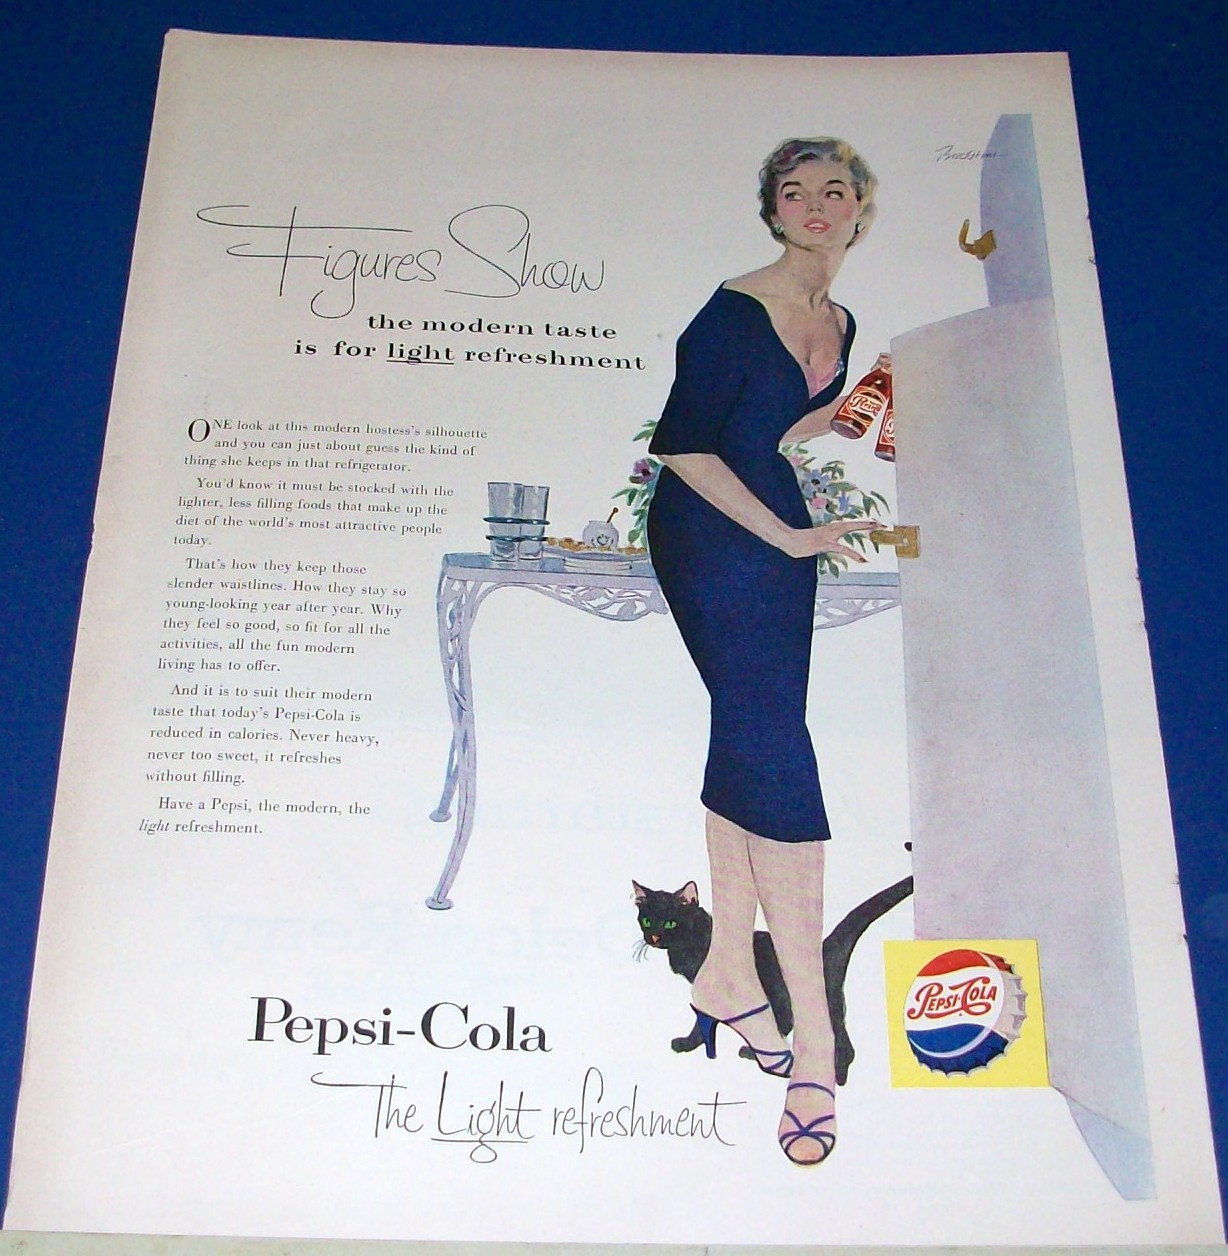 Figures Show
the modern taste
is for light refreshment
ONE look at this modern hostess's silhouette
and you can just about guess the kind of
thing she keeps in that refrigerator.
You'd know it must be stocked with the
lighter, less filling foods that make up the
diet of the world's most attractive people
today.
That's how they keep those
slender waistlines. How they stay so
young-looking year after year. Why
they feel so good, so fit for all the
activities, all the fun modern
living has to offer.
And it is to suit their modern
taste that today's Pepsi-Cola is
reduced in calories. Never heavy,
never too sweet, it refreshes
without filling.
Have a Pepsi, the modern, the
light refreshment.
PEPSI-COLA
Pepsi-Cola
The Light refreshment